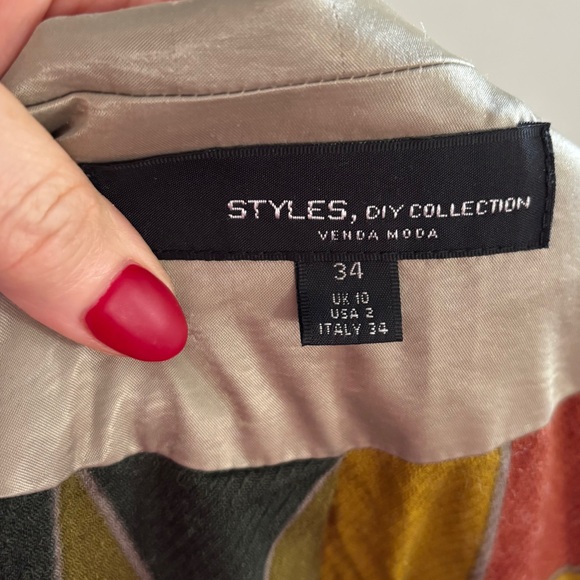 STYLES, DIY COLLECTION
VENDA MODA
34
UK 10
USA 2
ITALY 34